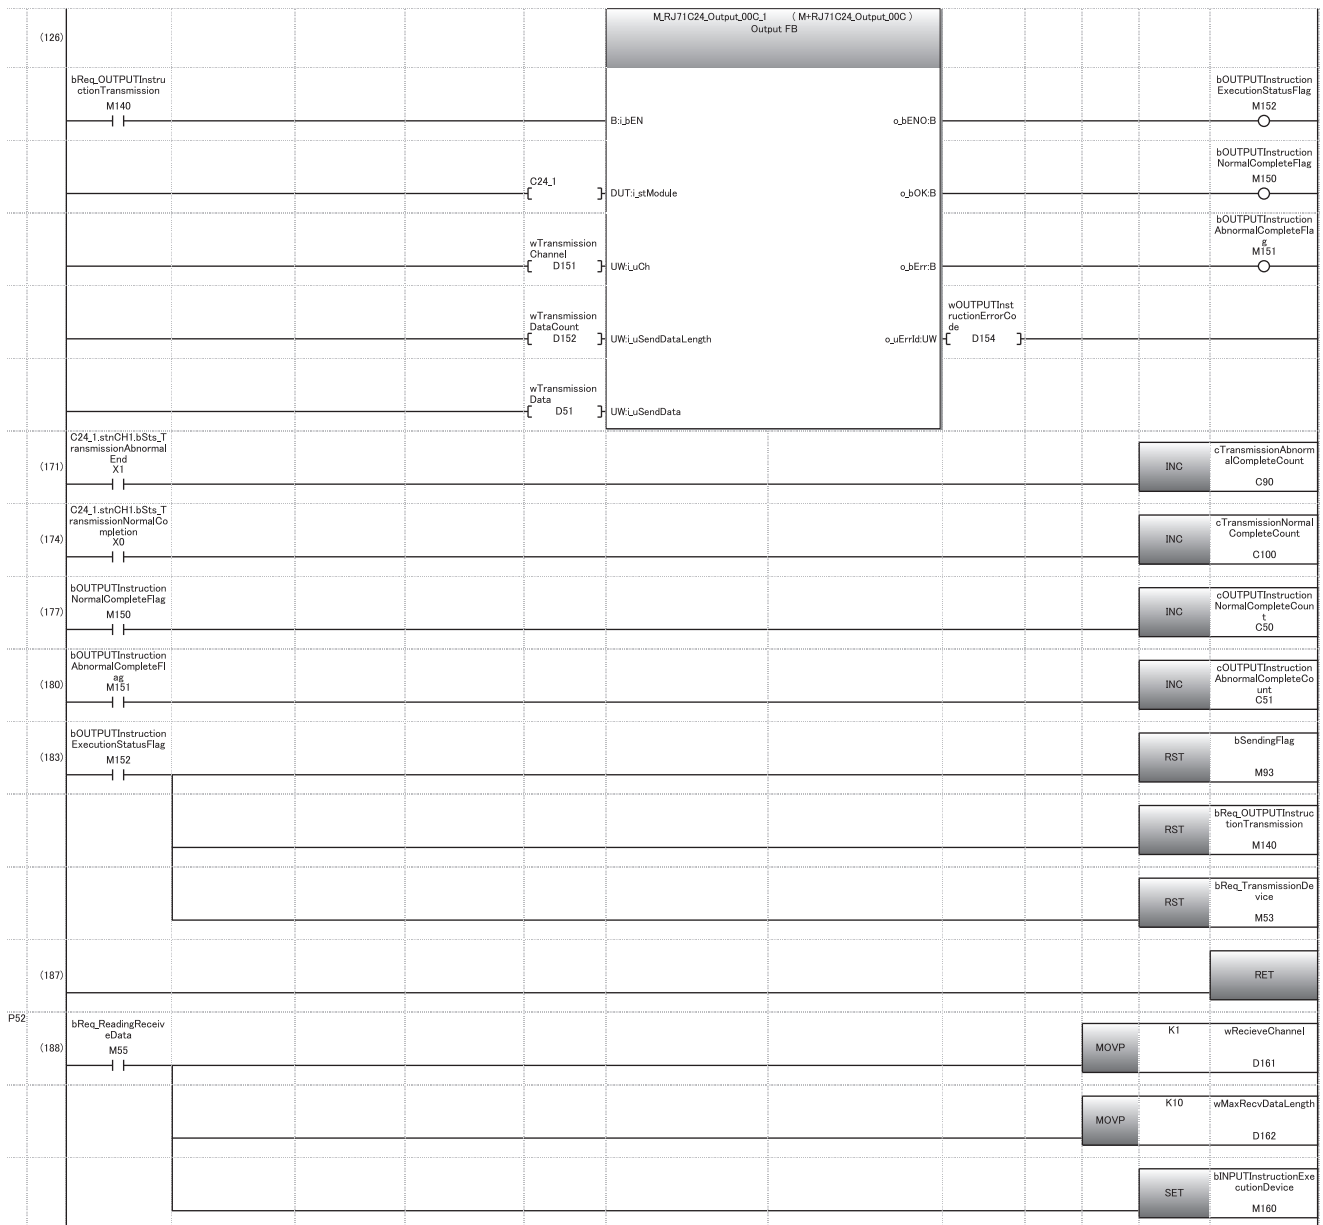 M_RJ71C24_Output_00C_1 ( M+RJ71C24_Output_00C )
Output FB
(126)
bReq_OUTPUTInstru
ctionTransmission
M140
B:i_bEN
o_bENO:B
bOUTPUTInstruction
ExecutionStatusFlag
M152
C24_1
DUT:i_stModule
o_bOK:B
bOUTPUTInstruction
NormalCompleteFlag
M150
wTransmission
Channel
D151
UW:i_uCh
o_bErr:B
bOUTPUTInstruction
AbnormalCompleteFla
g
M151
wTransmission
DataCount
D152
UW:i_uSendDataLength
o_uErrId:UW
wOUTPUTInst
ructionErrorCo
de
D154
wTransmission
Data
D51
UW:i_uSendData
(171)
C24_1.stnCH1.bSts_T
ransmissionAbnormal
End
X1
INC
cTransmissionAbnorm
alCompleteCount
C90
(174)
C24_1.stnCH1.bSts_T
ransmissionNormalCo
mpletion
X0
INC
cTransmissionNormal
CompleteCount
C100
(177)
bOUTPUTInstruction
NormalCompleteFlag
M150
INC
cOUTPUTInstruction
NormalCompleteCoun
t
C50
(180)
bOUTPUTInstruction
AbnormalCompleteFl
ag
M151
INC
cOUTPUTInstruction
AbnormalCompleteCo
unt
C51
(183)
bOUTPUTInstruction
ExecutionStatusFlag
M152
RST
bSendingFlag
M93
RST
bReq_OUTPUTInstruc
tionTransmission
M140
RST
bReq_TransmissionDe
vice
M53
(187)
RET
P52
(188)
bReq_ReadingReceiv
eData
M55
MOVP
K1
wRecieveChannel
D161
MOVP
K10
wMaxRecvDataLength
D162
SET
bINPUTInstructionExe
cutionDevice
M160